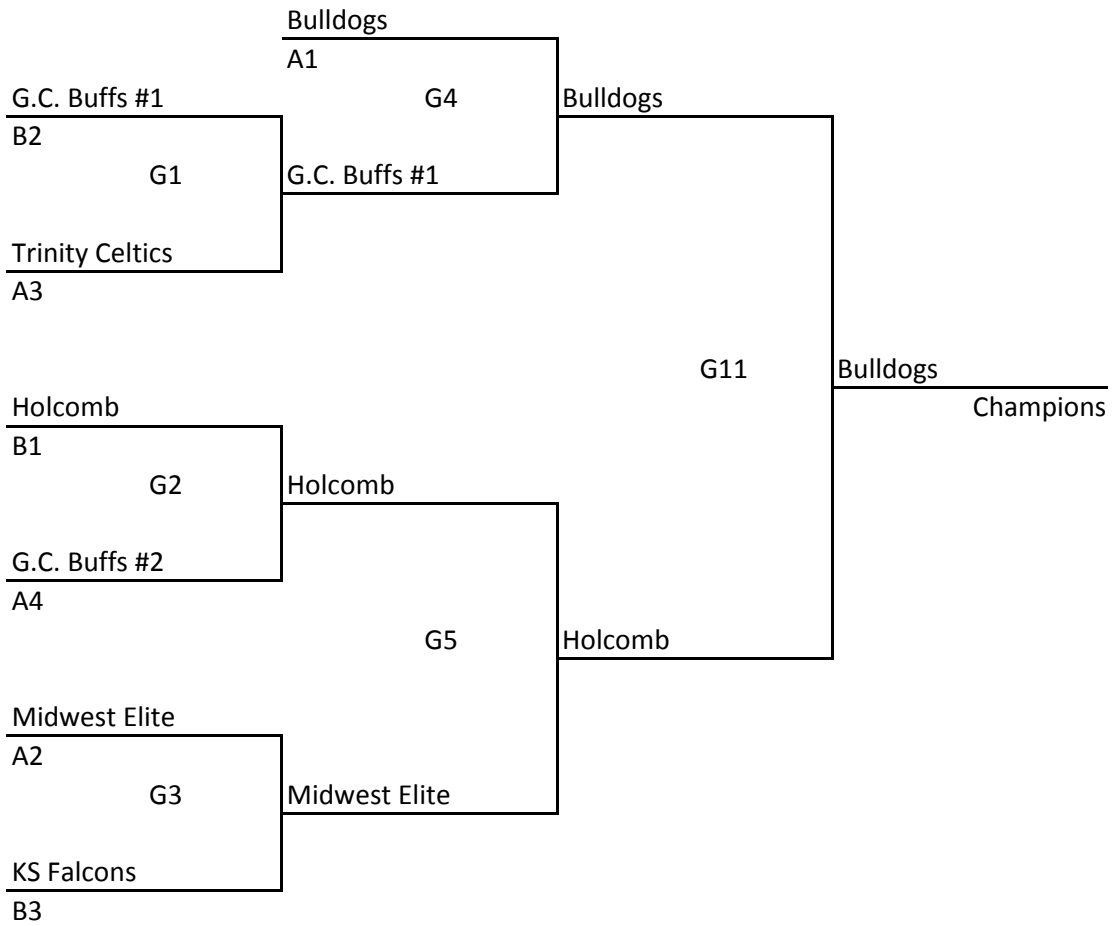 Bulldogs
A1
G.C. Buffs #1
G4
Bulldogs
B2
G1
G.C. Buffs #1
Trinity Celtics
A3
G11
Bulldogs
Holcomb
Champions
B1
G2
Holcomb
G.C. Buffs #2
A4
G5
Holcomb
Midwest Elite
A2
G3
Midwest Elite
KS Falcons
B3